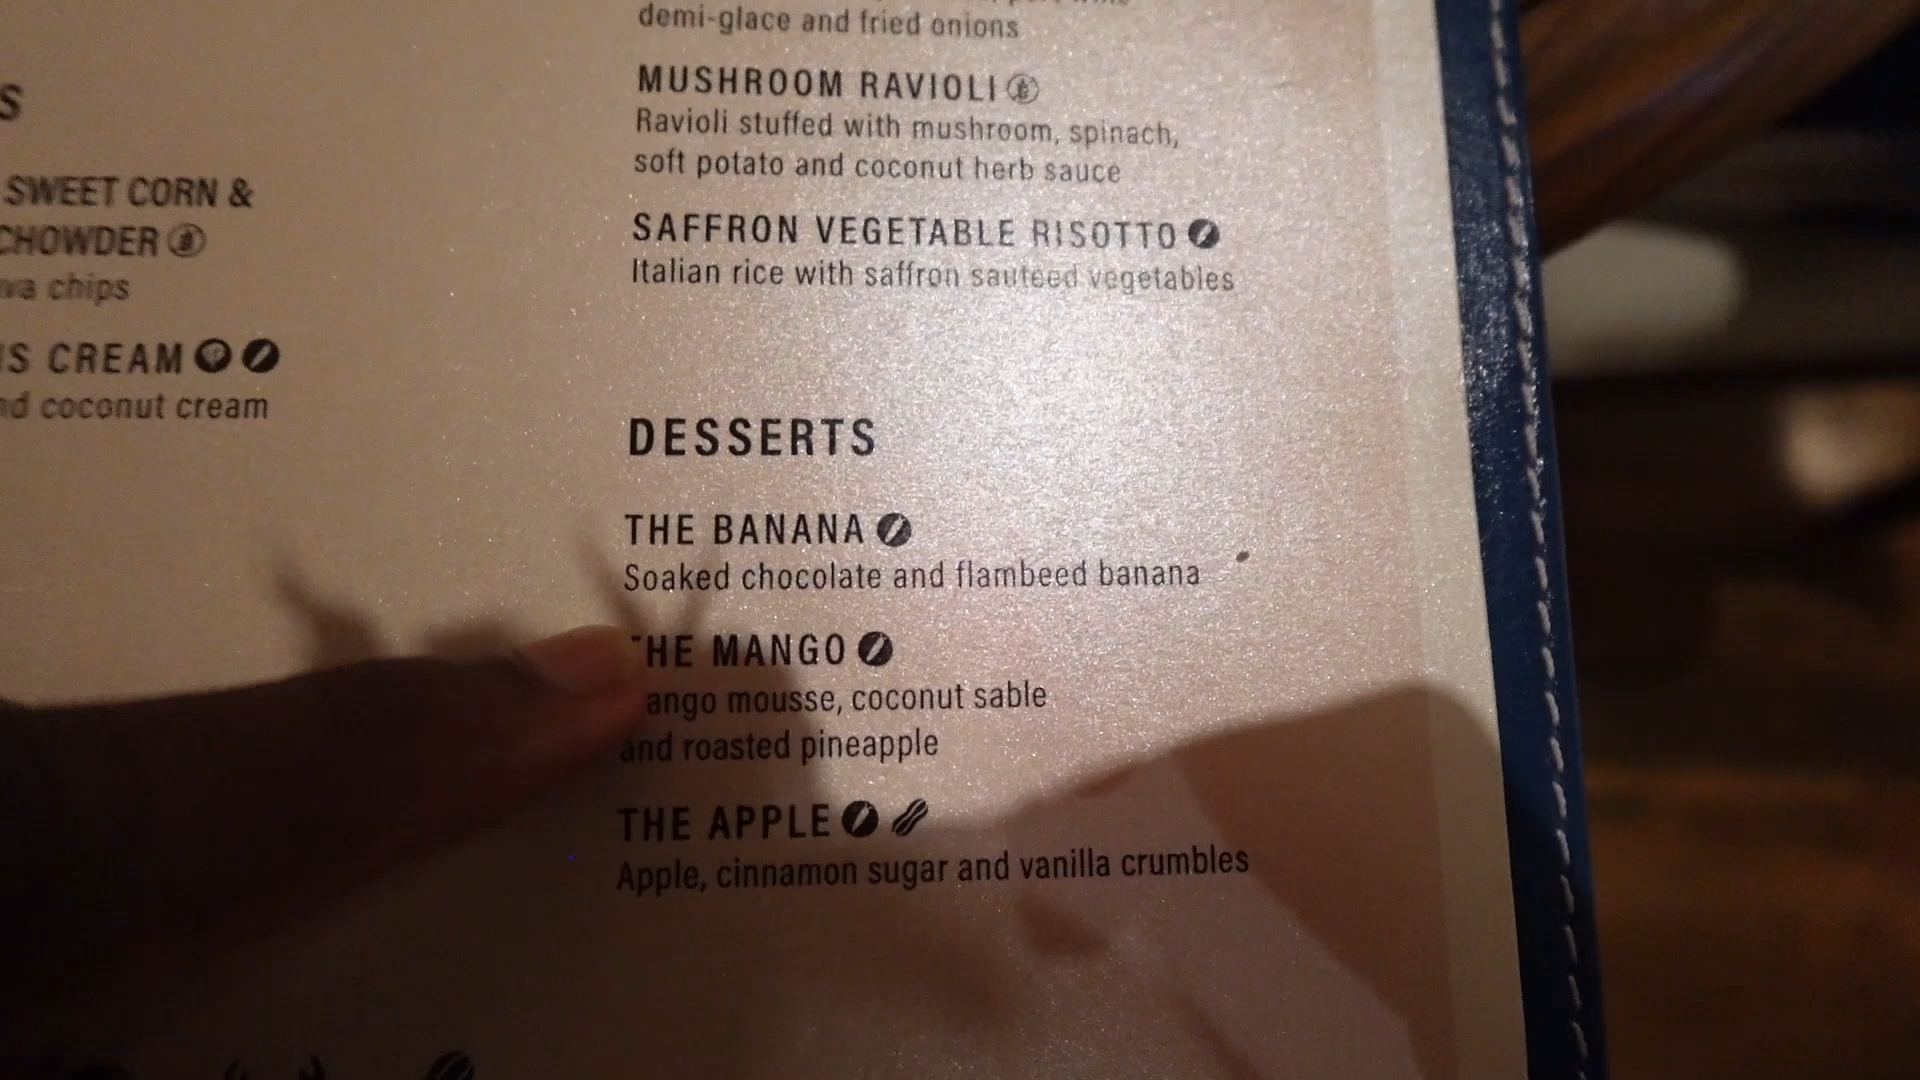 S
SWEET CORN &
CHOWDER
chips
CREAM
coconut cream
demi-glace and fried onions
MUSHROOM RAVIOLI
Ravioli stuffed with mushroom, spinach,
soft potato and coconut herb sauce
SAFFRON VEGETABLE RISOTTO
Italian rice with saffron sauteed vegetables
DESSERTS
THE BANANA
Soaked chocolate and flambeed banana
THE MANGO
ango mousse, coconut sable
and roasted pineapple
THE APPLE
Apple, cinnamon sugar and vanilla crumbles